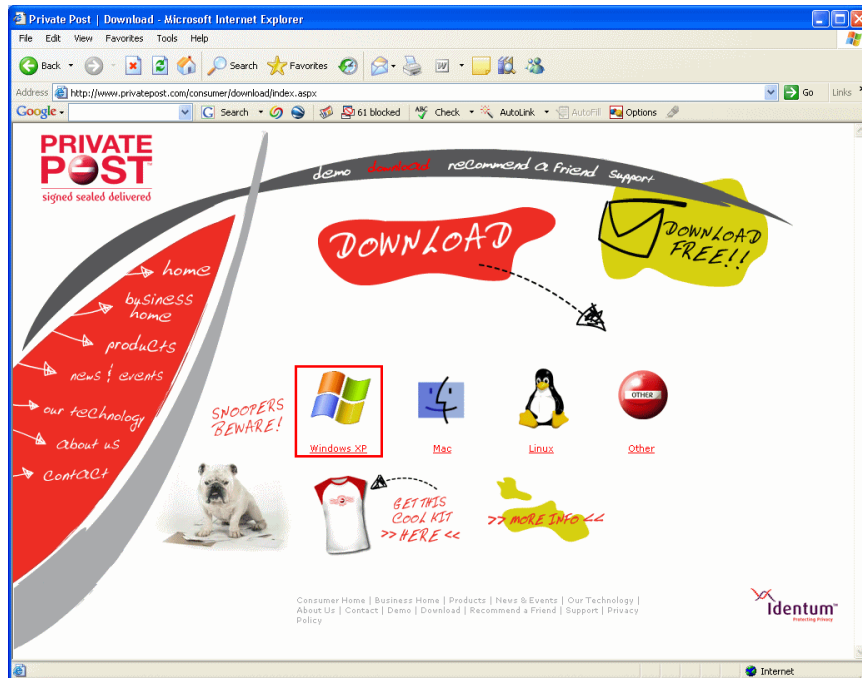 Private Post | Download - Microsoft Internet Explorer
File Edit View Favorites Tools Help
Back Search Favorites
Address http://www.privatepost.com/consumer/download/index.aspx Go Links
Google Search 61 blocked Check AutoLink AutoFill Options
PRIVATE
POST
signed sealed delivered
demo download recommend a friend support
DOWNLOAD
DOWNLOAD
FREE!!
home
business
home
products
news & events
our technology
about us
contact
SNOOPERS
BEWARE!
OTHER
Windows XP Mac Linux Other
GET THIS
COOL KIT
>> HERE <<
>> MORE INFO <<
Consumer Home | Business Home | Products | News & Events | Our Technology |
About Us | Contact | Demo | Download | Recommend a Friend | Support | Privacy
Policy
Identum™
Protecting Privacy
Internet